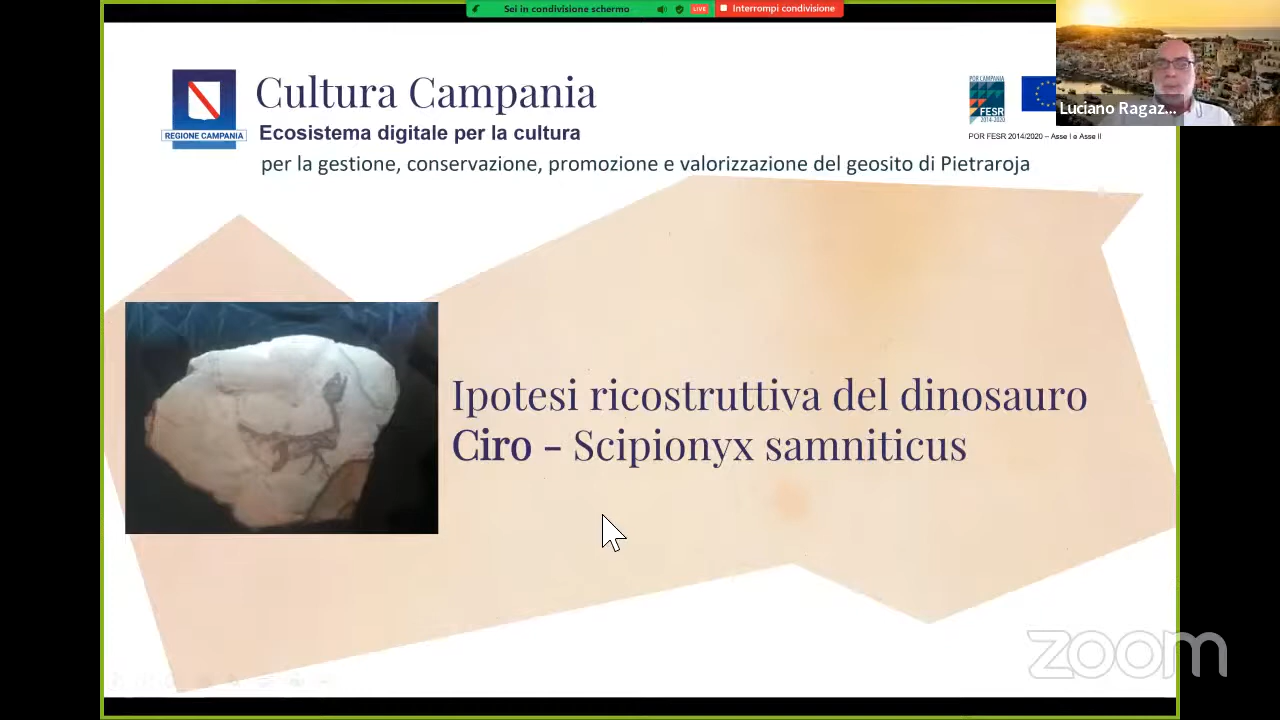 Sei in condivisione schermo
LIVE
Interrompi condivisione
Cultura Campania
REGIONE CAMPANIA
Ecosistema digitale per la cultura
per la gestione, conservazione, promozione e valorizzazione del geosito di Pietraroja
POR CAMPANIA
FESR
2014-2020
POR FESR 2014/2020 – Asse I e Asse II
Luciano Ragaz...
Ipotesi ricostruttiva del dinosauro
Ciro - Scipionyx samniticus
zoom